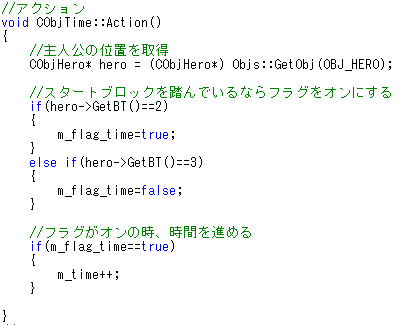 //アクション
void CObjTime::Action()
{
    //主人公の位置を取得
    CObjHero* hero = (CObjHero*) Objs::GetObj(OBJ_HERO);

    //スタートブロックを踏んでいるならフラグをオンにする
    if(hero->GetBT()==2)
    {
        m_flag_time=true;
    }
    else if(hero->GetBT()==3)
    {
        m_flag_time=false;
    }

    //フラグがオンの時、時間を進める
    if(m_flag_time==true)
    {
        m_time++;
    }

}